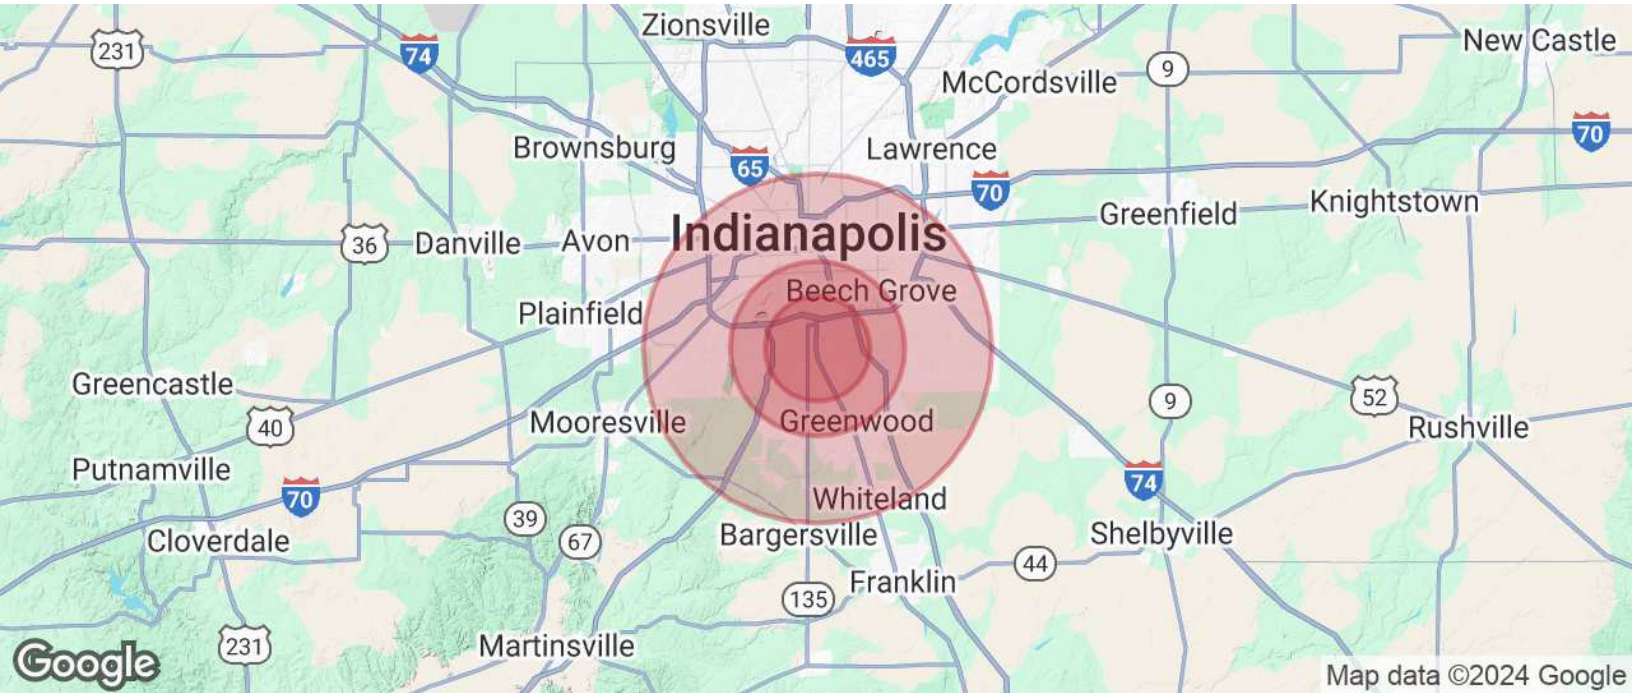 Zionsville
231
74
465
New Castle
McCordsville
9
70
Brownsburg
65
Lawrence
70
Knightstown
Indianapolis
Greenfield
36
Danville
Avon
Beech Grove
Plainfield
Greencastle
9
52
40
Mooresville
Greenwood
Rushville
Putnamville
70
74
Whiteland
39
67
Bargersville
Shelbyville
Cloverdale
44
Franklin
135
231
Martinsville
Google
Map data ©2024 Google